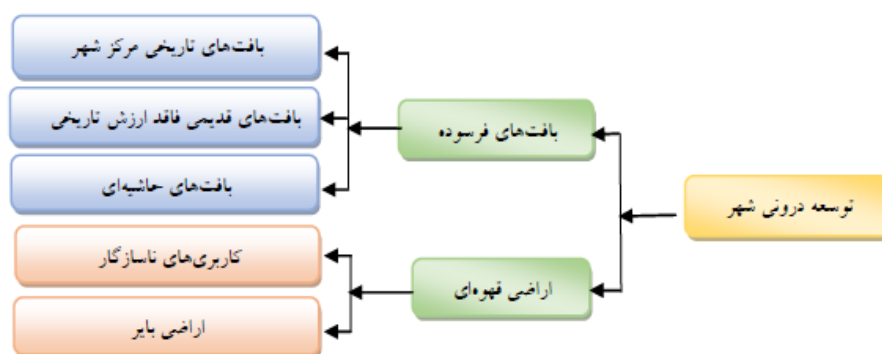 توسعه درونی شهر
بافت‌های فرسوده
بافت‌های تاریخی مرکز شهر
بافت‌های قدیمی فاقد ارزش تاریخی
بافت‌های حاشیه‌ای
اراضی قهوه‌ای
کاربری‌های ناسازگار
اراضی بایر